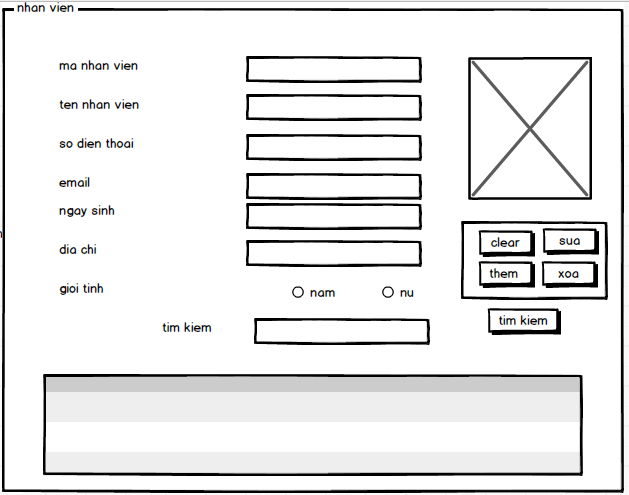 nhan vien
ma nhan vien
ten nhan vien
so dien thoai
email
ngay sinh
dia chi
gioi tinh
nam
nu
clear
sua
them
xoa
tim kiem
tim kiem